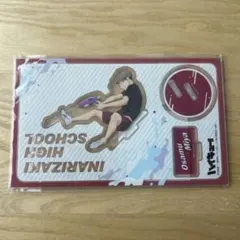 INARIZAKI
HIGH
SCHOOL
Osamu
Miya
ハイキュー!!